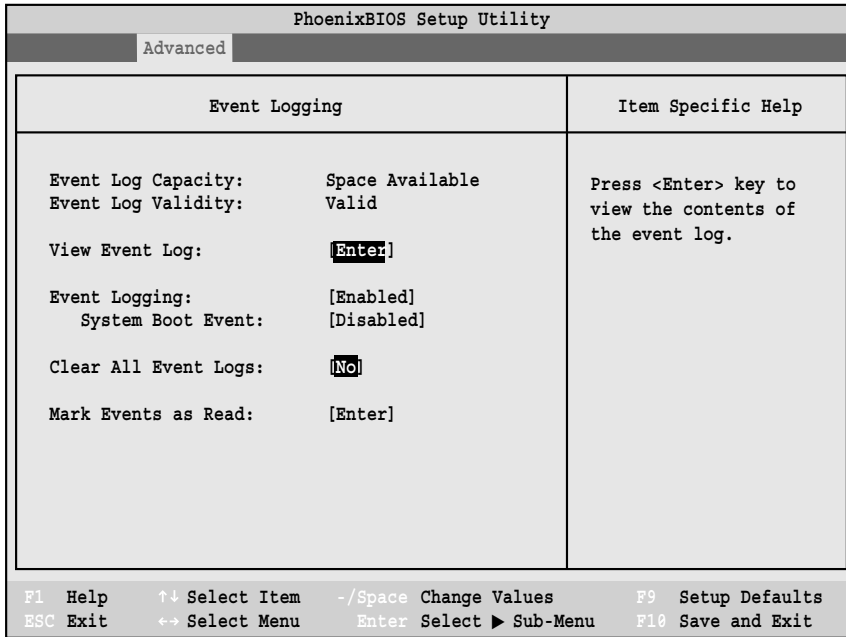 PhoenixBIOS Setup Utility
Advanced
Event Logging
Item Specific Help
Event Log Capacity: Space Available
Event Log Validity: Valid
View Event Log: [Enter]
Event Logging: [Enabled]
System Boot Event: [Disabled]
Clear All Event Logs: [No]
Mark Events as Read: [Enter]
Press <Enter> key to
view the contents of
the event log.
F1 Help ↑↓ Select Item -/Space Change Values F9 Setup Defaults
ESC Exit ←→ Select Menu Enter Select ▶ Sub-Menu F10 Save and Exit